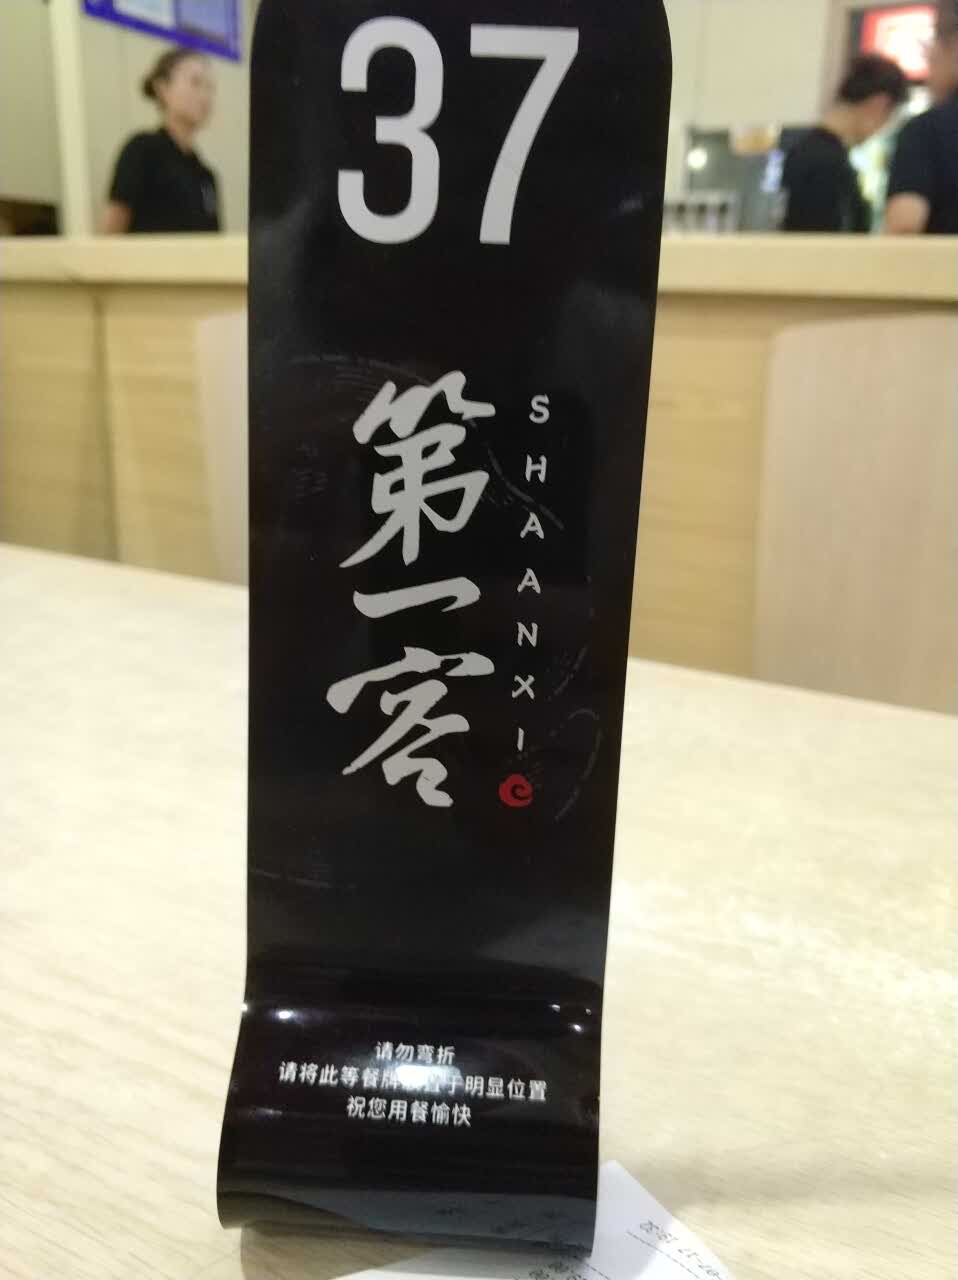 37
第一客
SHAANXI
请勿弯折
请将此等餐牌 于明显位置
祝您用餐愉快